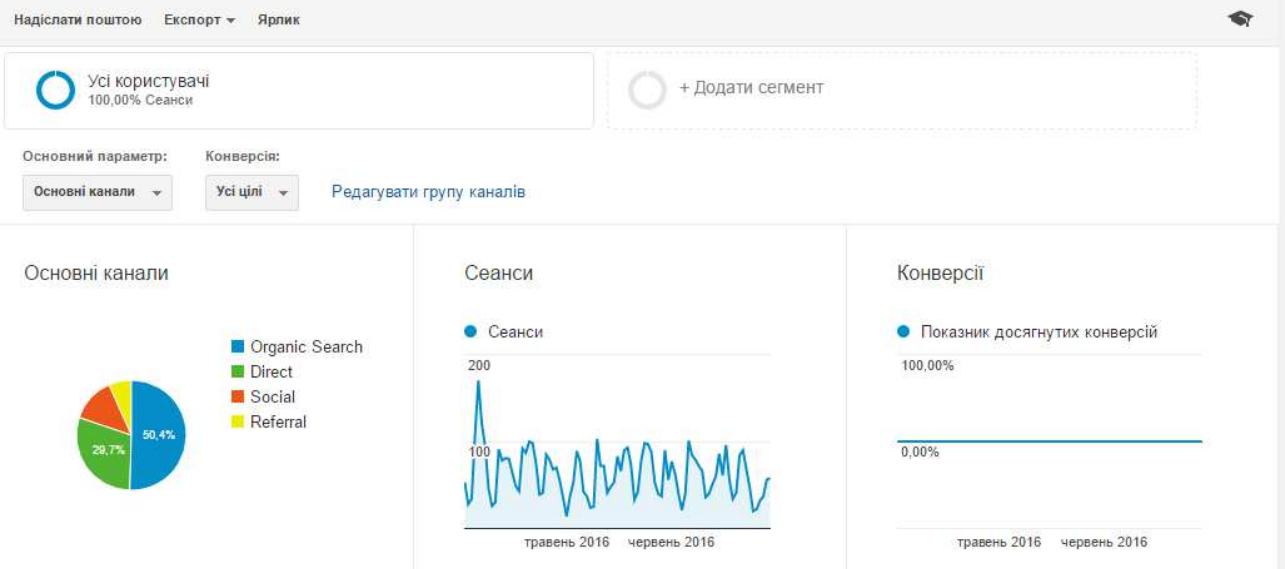 Надіслати поштою Експорт Ярлик
Усі користувачі
100,00% Сеанси
+ Додати сегмент
Основний параметр: Конверсія:
Основні канали Усі цілі Редагувати групу каналів
Основні канали
Organic Search
Direct
Social
Referral
50,4%
29,7%
Сеанси
Сеанси
200
100
травень 2016 червень 2016
Конверсії
Показник досягнутих конверсій
100,00%
0,00%
травень 2016 червень 2016